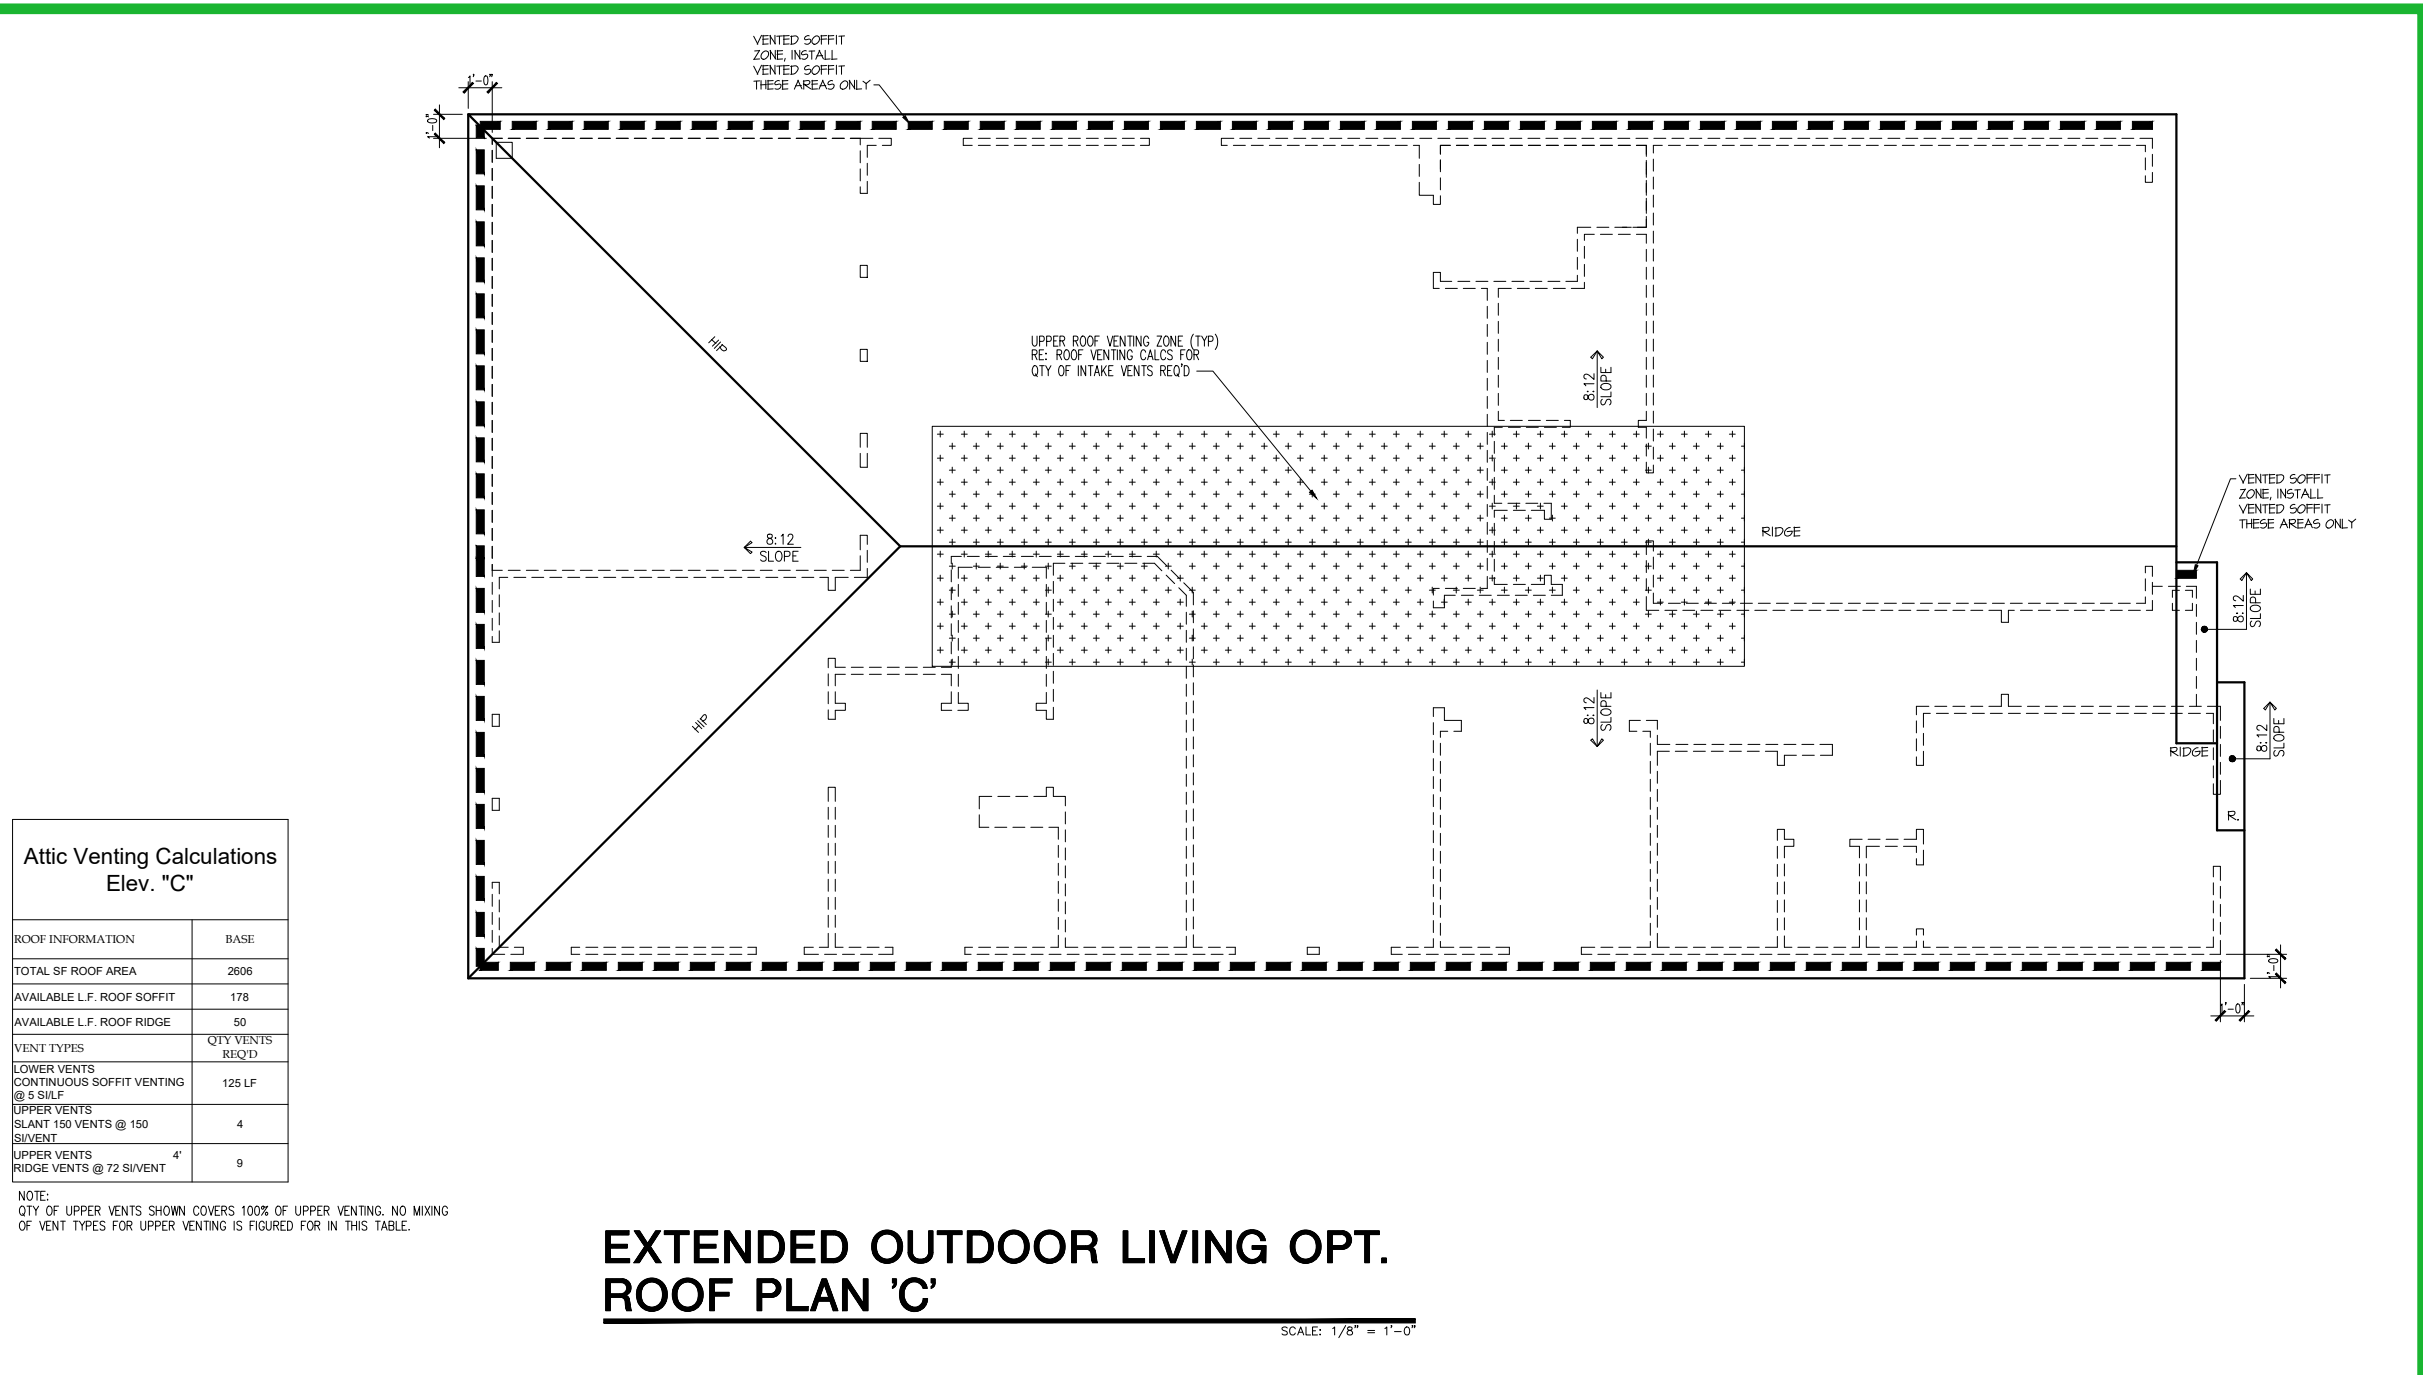 VENTED SOFFIT
ZONE, INSTALL
VENTED SOFFIT
THESE AREAS ONLY
1'-0"
1'-0"
HIP
UPPER ROOF VENTING ZONE (TYP)
RE: ROOF VENTING CALCS FOR
QTY OF INTAKE VENTS REQ'D
8:12
SLOPE
VENTED SOFFIT
ZONE, INSTALL
VENTED SOFFIT
THESE AREAS ONLY
RIDGE
8:12
SLOPE
8:12
SLOPE
HIP
8:12
SLOPE
8:12
SLOPE
RIDGE
R.
1'-0"
1'-0"
Attic Venting Calculations
Elev. "C"
ROOF INFORMATION BASE
TOTAL SF ROOF AREA 2606
AVAILABLE L.F. ROOF SOFFIT 178
AVAILABLE L.F. ROOF RIDGE 50
VENT TYPES QTY VENTS
REQ'D
LOWER VENTS
CONTINUOUS SOFFIT VENTING 125 LF
@ 5 SI/LF
UPPER VENTS
SLANT 150 VENTS @ 150 4
SI/VENT
UPPER VENTS 4'
RIDGE VENTS @ 72 SI/VENT 9
NOTE:
QTY OF UPPER VENTS SHOWN COVERS 100% OF UPPER VENTING. NO MIXING
OF VENT TYPES FOR UPPER VENTING IS FIGURED FOR IN THIS TABLE.
EXTENDED OUTDOOR LIVING OPT.
ROOF PLAN 'C'
SCALE: 1/8" = 1'-0"